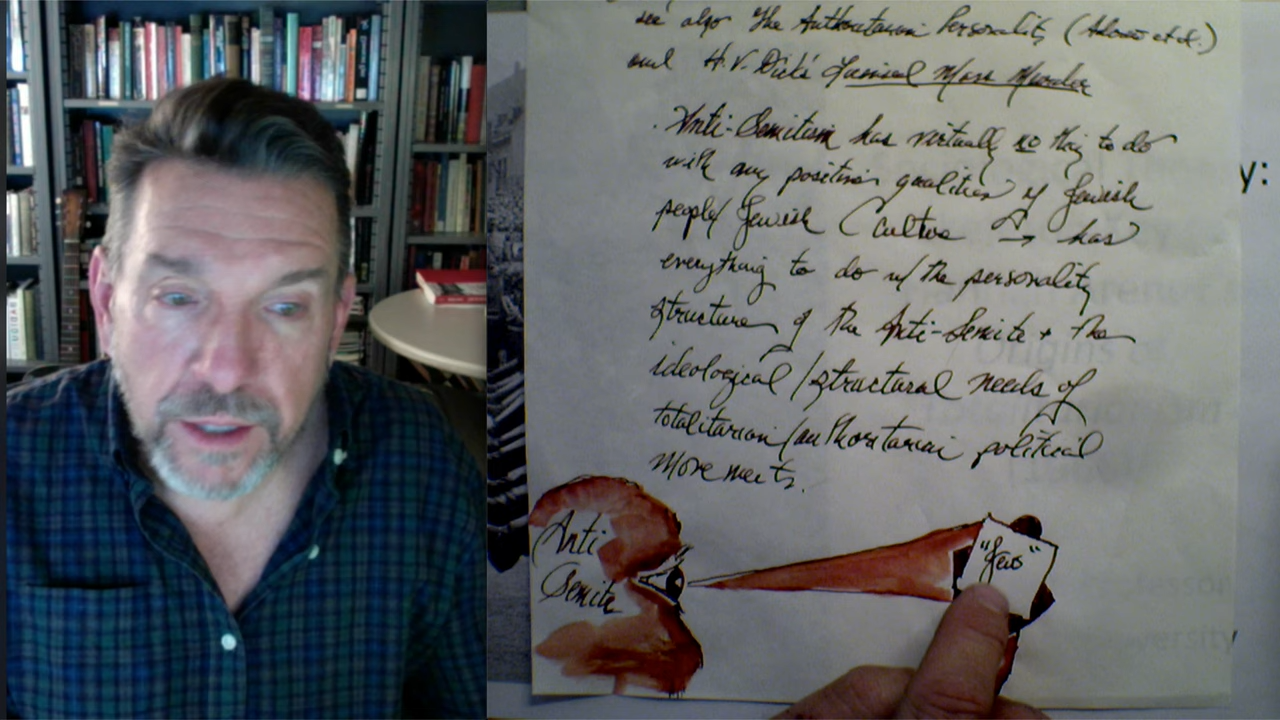 see also The Authoritarian Personality (Adorno et al.)
and H.V. Dicks' Licensed Mass Murder
. Anti-Semitism has virtually no thing to do
with any positive qualities of Jewish
people/Jewish Culture → has
everything to do w/ the personality
structure of the Anti-Semite + the
ideological/structural needs of
totalitarian/authoritarian political
movements.
Anti
Semite
"Jew"
y:
Origins of